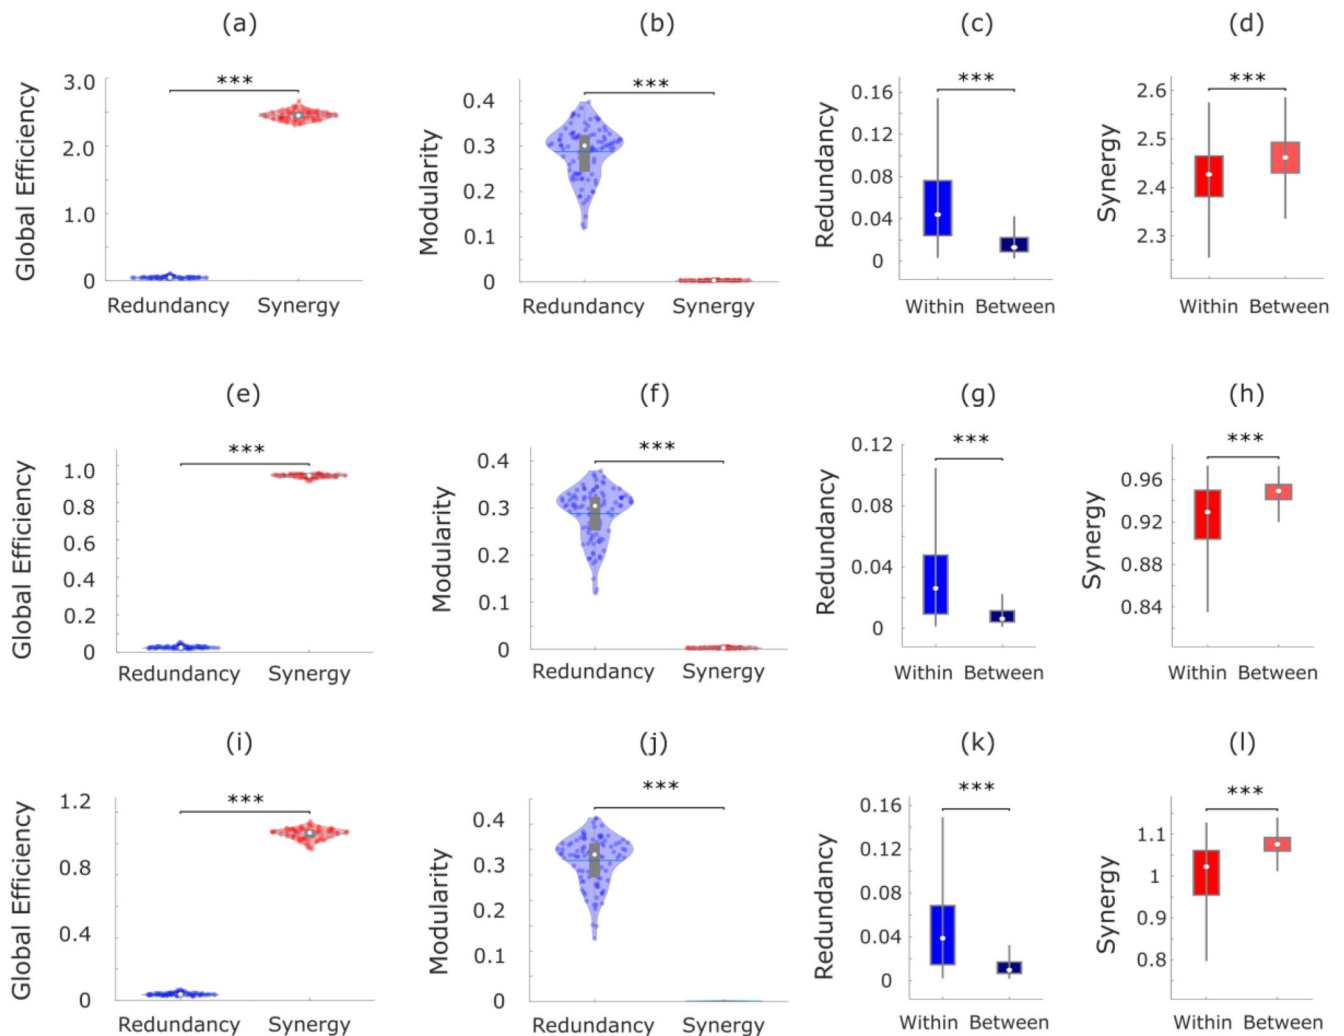 (a)
Global Efficiency
3.0
2.0
1.0
0
***
Redundancy Synergy
(b)
Modularity
0.4
0.3
0.2
0.1
0
***
Redundancy Synergy
(c)
Redundancy
0.16
0.12
0.08
0.04
0
***
Within Between
(d)
Synergy
2.6
2.5
2.4
2.3
***
Within Between
(e)
Global Efficiency
1.0
0.8
0.6
0.4
0.2
0
***
Redundancy Synergy
(f)
Modularity
0.4
0.3
0.2
0.1
0
***
Redundancy Synergy
(g)
Redundancy
0.12
0.08
0.04
0
***
Within Between
(h)
Synergy
0.96
0.92
0.88
0.84
***
Within Between
(i)
Global Efficiency
1.2
0.8
0.4
0
***
Redundancy Synergy
(j)
Modularity
0.4
0.3
0.2
0.1
0
***
Redundancy Synergy
(k)
Redundancy
0.16
0.12
0.08
0.04
0
***
Within Between
(l)
Synergy
1.1
1
0.9
0.8
***
Within Between